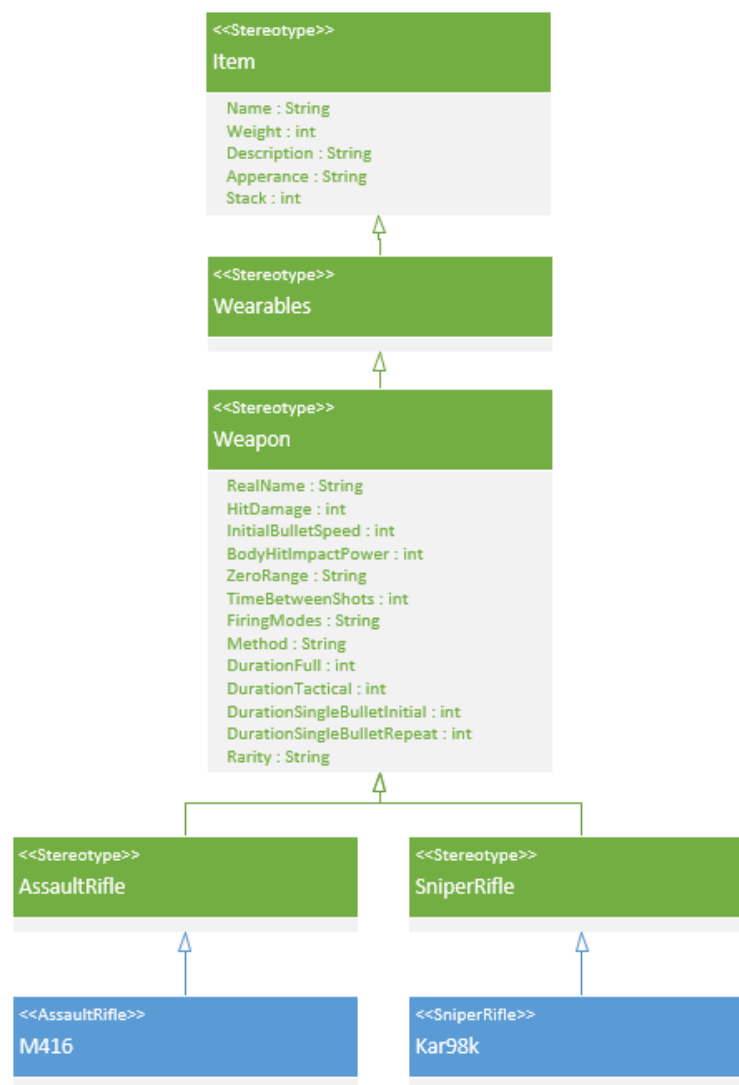 <<Stereotype>>
Item
Name : String
Weight : int
Description : String
Apperance : String
Stack : int
<<Stereotype>>
Wearables
<<Stereotype>>
Weapon
RealName : String
HitDamage : int
InitialBulletSpeed : int
BodyHitImpactPower : int
ZeroRange : String
TimeBetweenShots : int
FiringModes : String
Method : String
DurationFull : int
DurationTactical : int
DurationSingleBulletInitial : int
DurationSingleBulletRepeat : int
Rarity : String
<<Stereotype>>
AssaultRifle
<<Stereotype>>
SniperRifle
<<AssaultRifle>>
M416
<<SniperRifle>>
Kar98k